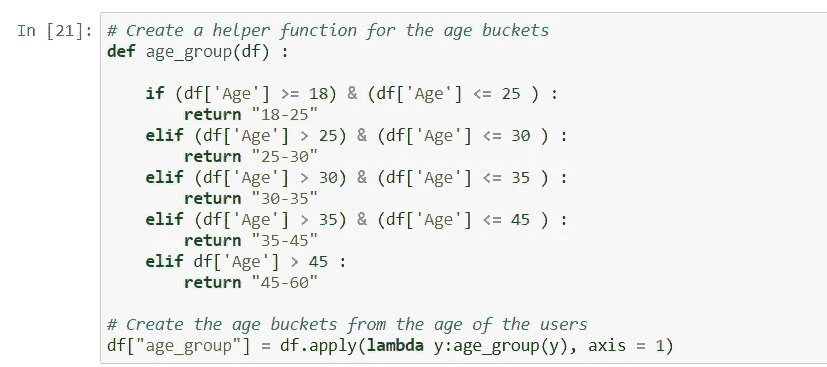 In [21]: # Create a helper function for the age buckets
def age_group(df) :
if (df['Age'] >= 18) & (df['Age'] <= 25 ) :
return "18-25"
elif (df['Age'] > 25) & (df['Age'] <= 30 ) :
return "25-30"
elif (df['Age'] > 30) & (df['Age'] <= 35 ) :
return "30-35"
elif (df['Age'] > 35) & (df['Age'] <= 45 ) :
return "35-45"
elif df['Age'] > 45 :
return "45-60"
# Create the age buckets from the age of the users
df["age_group"] = df.apply(lambda y:age_group(y), axis = 1)